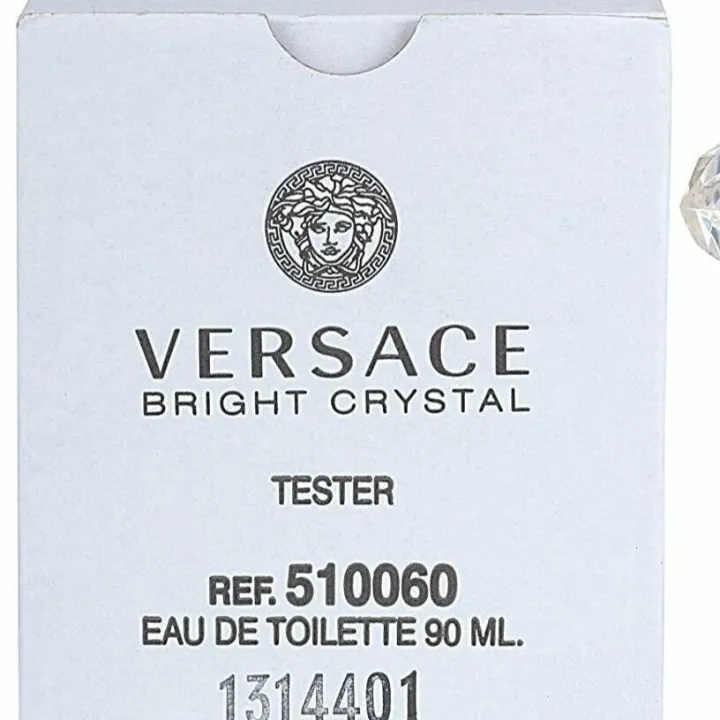 VERSACE
BRIGHT CRYSTAL
TESTER
REF. 510060
EAU DE TOILETTE 90 ML.
1314401